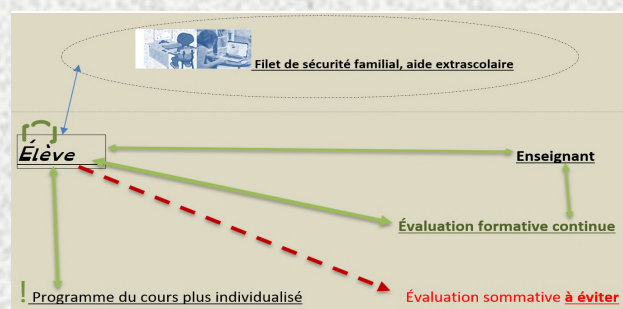 Filet de sécurité familial, aide extrascolaire
Élève
Enseignant
Évaluation formative continue
! Programme du cours plus individualisé
Évaluation sommative à éviter